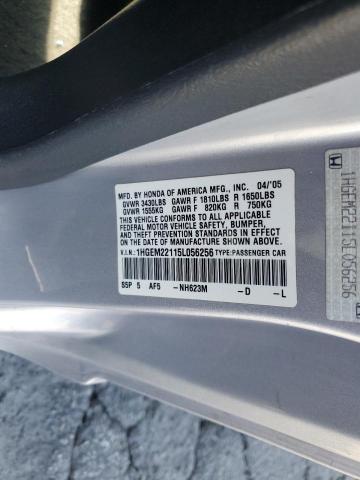 MFD. BY HONDA OF AMERICA MFG., INC. 04/'05
GVWR 3430LBS GAWR F 1810LBS R 1650LBS
GVWR 1555KG GAWR F 820KG R 750KG
THIS VEHICLE CONFORMS TO ALL APPLICABLE
FEDERAL MOTOR VEHICLE SAFETY, BUMPER,
AND THEFT PREVENTION STANDARDS IN
EFFECT ON THE DATE OF MANUFACTURE
SHOWN ABOVE.
V.I.N.: 1HGEM22115L056256 TYPE:PASSENGER CAR
S5P 5 AF5 -NH623M -D -L
1HGEM22115L056256